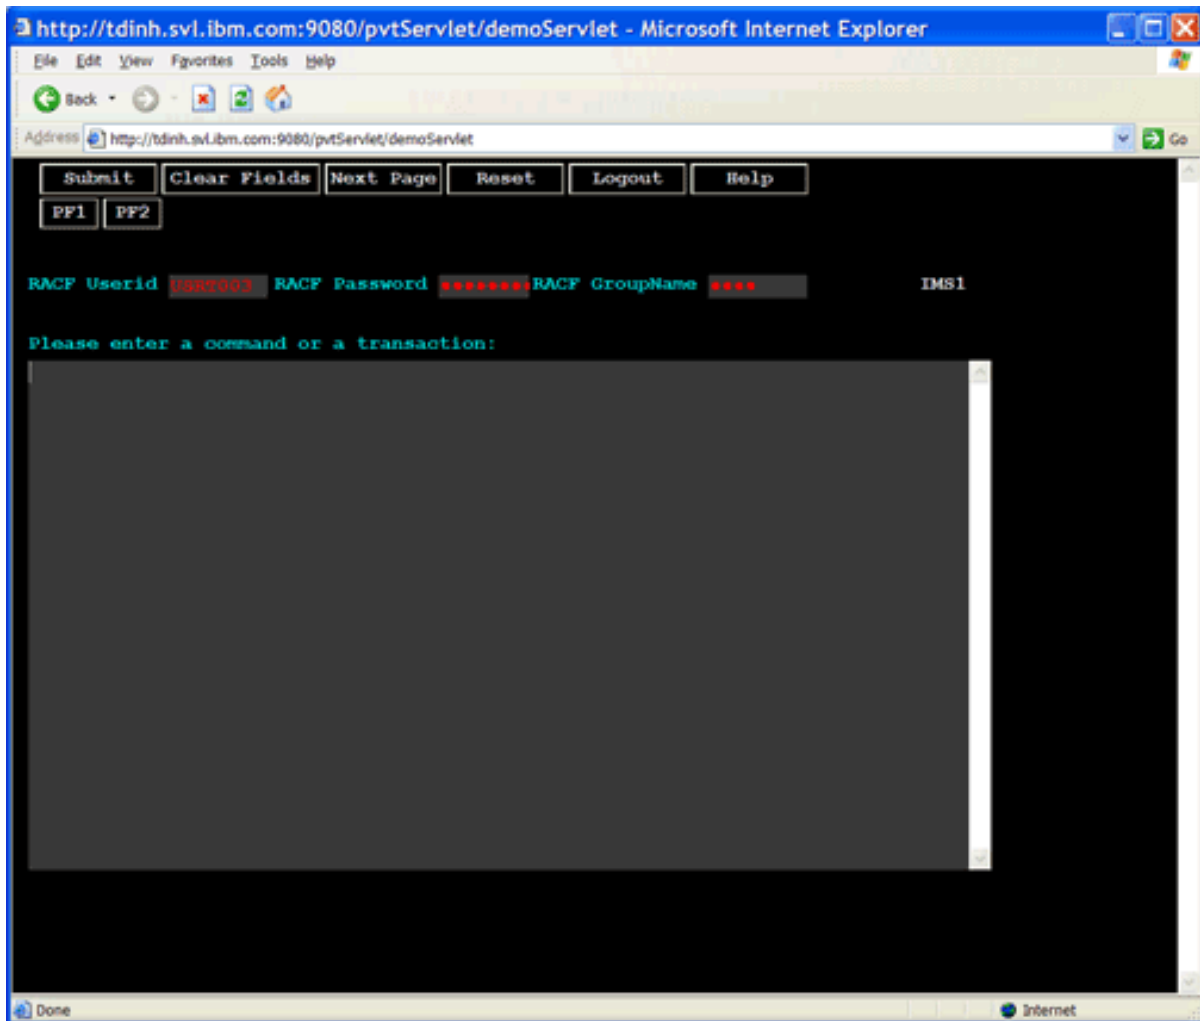 http://tdinh.svl.ibm.com:9080/pvtServlet/demoServlet - Microsoft Internet Explorer
File Edit View Favorites Tools Help
Back
Address http://tdinh.svl.ibm.com:9080/pvtServlet/demoServlet Go
Submit Clear Fields Next Page Reset Logout Help
PF1 PF2
RACF Userid USRT003 RACF Password ●●●●●●●● RACF GroupName ●●●● IMS1
Please enter a command or a transaction:
Done Internet